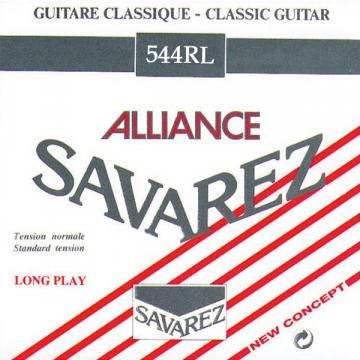 GUITARE CLASSIQUE - CLASSIC GUITAR
544RL
ALLIANCE
SAVAREZ
Tension normale
Standard tension
LONG PLAY
SAVAREZ
NEW CONCEPT